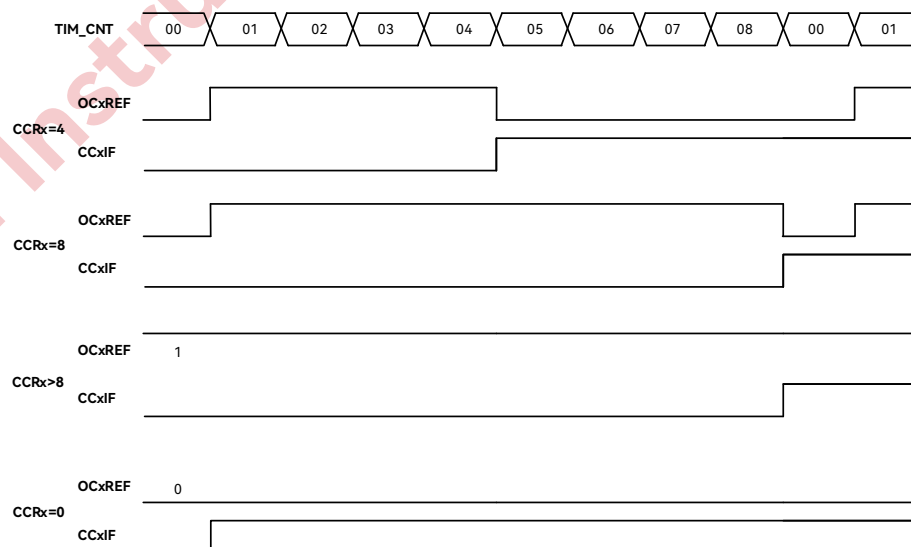 TIM_CNT 00 01 02 03 04 05 06 07 08 00 01
OCxREF
CCRx=4
CCxIF
OCxREF
CCRx=8
CCxIF
OCxREF 1
CCRx>8
CCxIF
OCxREF 0
CCRx=0
CCxIF
Instru